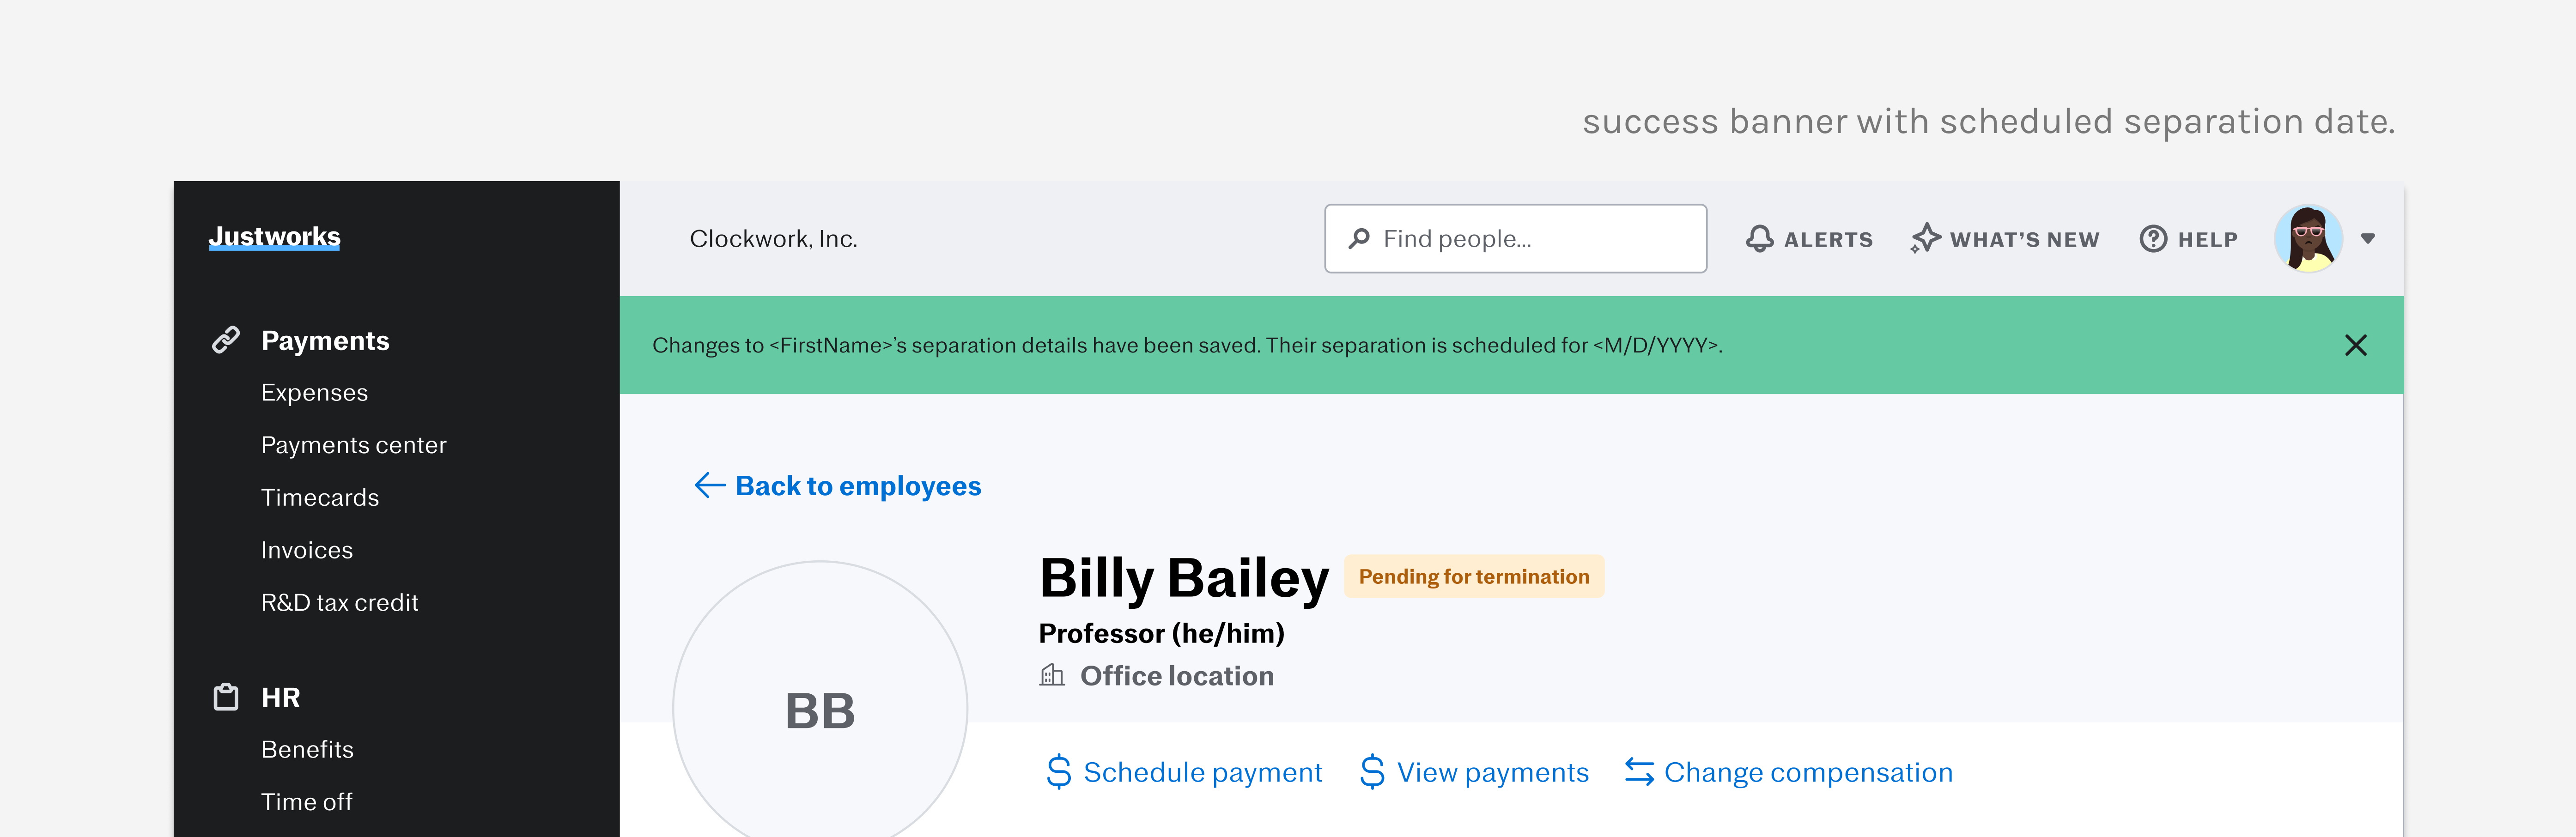 success banner with scheduled separation date.
Justworks
Clockwork, Inc.
Find people...
ALERTS
WHAT’S NEW
HELP
Changes to <FirstName>’s separation details have been saved. Their separation is scheduled for <M/D/YYYY>.
Payments
Expenses
Payments center
Timecards
Invoices
R&D tax credit
HR
Benefits
Time off
Back to employees
BB
Billy Bailey
Pending for termination
Professor (he/him)
Office location
Schedule payment
View payments
Change compensation